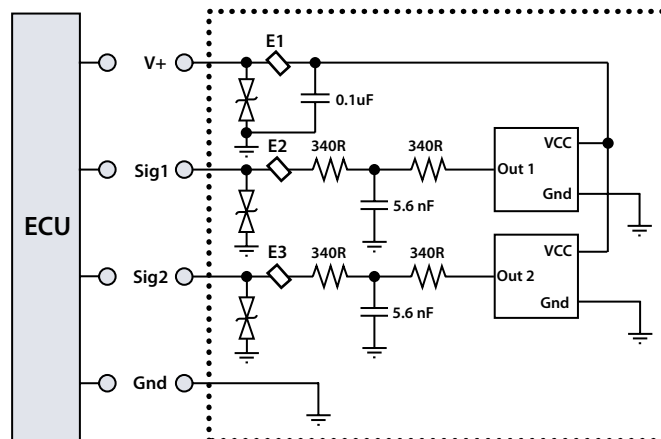 E1
V+
0.1uF
E2
340R
340R
VCC
Sig1
Out 1
Gnd
5.6 nF
ECU
E3
340R
340R
VCC
Sig2
Out 2
Gnd
5.6 nF
Gnd